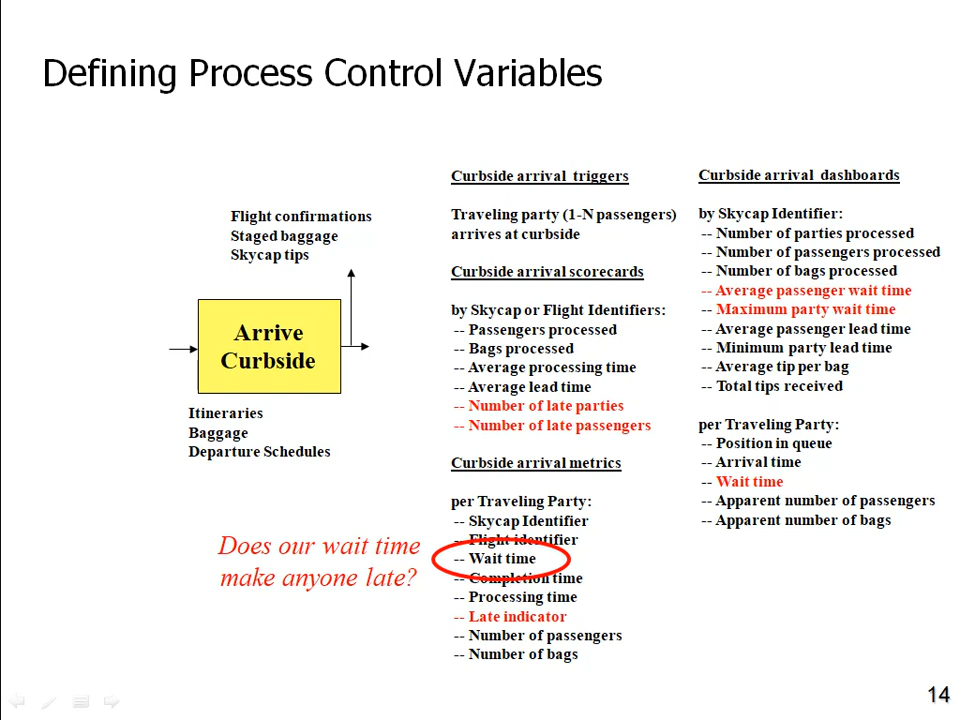 Defining Process Control Variables
Flight confirmations
Staged baggage
Skycap tips
Arrive
Curbside
Itineraries
Baggage
Departure Schedules
Does our wait time
make anyone late?
Curbside arrival triggers
Traveling party (1-N passengers)
arrives at curbside
Curbside arrival scorecards
by Skycap or Flight Identifiers:
-- Passengers processed
-- Bags processed
-- Average processing time
-- Average lead time
-- Number of late parties
-- Number of late passengers
Curbside arrival metrics
per Traveling Party:
-- Skycap Identifier
-- Flight identifier
-- Wait time
-- Completion time
-- Processing time
-- Late indicator
-- Number of passengers
-- Number of bags
Curbside arrival dashboards
by Skycap Identifier:
-- Number of parties processed
-- Number of passengers processed
-- Number of bags processed
-- Average passenger wait time
-- Maximum party wait time
-- Average passenger lead time
-- Minimum party lead time
-- Average tip per bag
-- Total tips received
per Traveling Party:
-- Position in queue
-- Arrival time
-- Wait time
-- Apparent number of passengers
-- Apparent number of bags
14